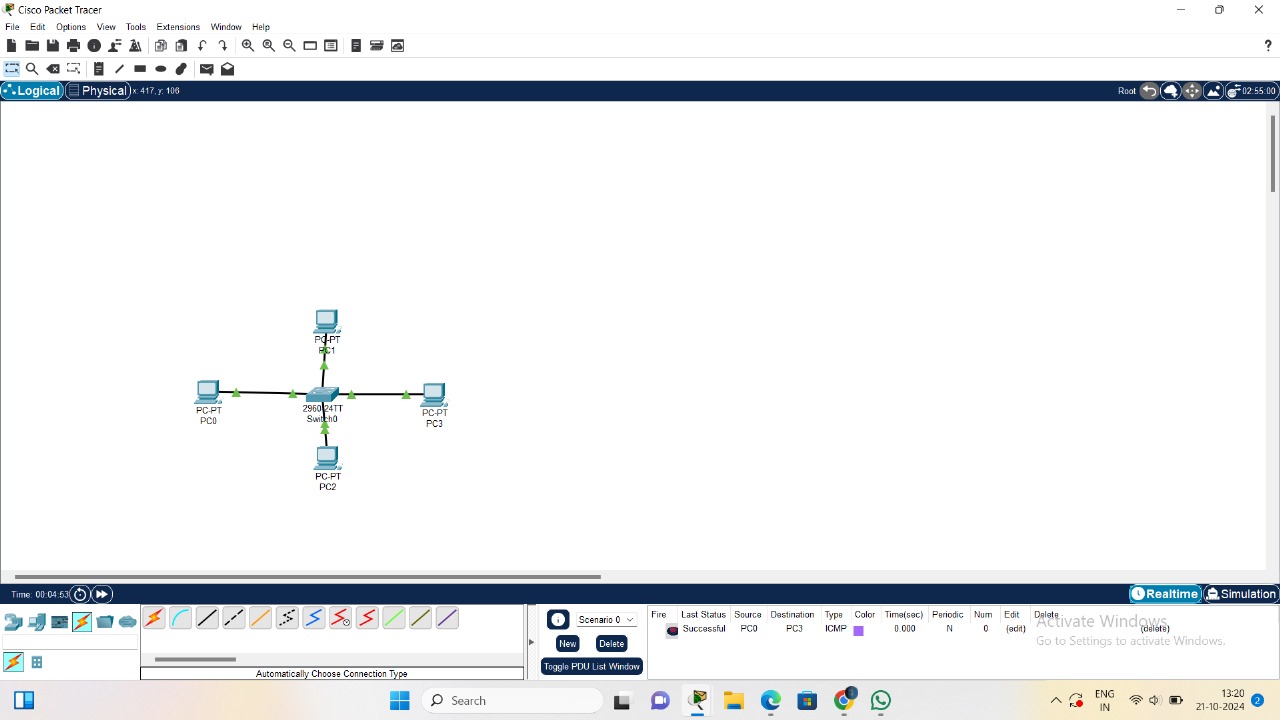 Cisco Packet Tracer
File Edit Options View Tools Extensions Window Help
?
Logical Physical x: 417, y: 106 Root 02:55:00
PC-PT
PC1
PC-PT
PC0
2960-24TT
Switch0
PC-PT
PC3
PC-PT
PC2
Time: 00:04:53 Realtime Simulation
Scenario 0
New Delete
Toggle PDU List Window
Automatically Choose Connection Type
Fire Last Status Source Destination Type Color Time(sec) Periodic Num Edit Delete
Successful PC0 PC3 ICMP 0.000 N 0 (edit) (delete)
Activate Windows
Go to Settings to activate Windows.
Search
ENG
IN
13:20
21-10-2024
2